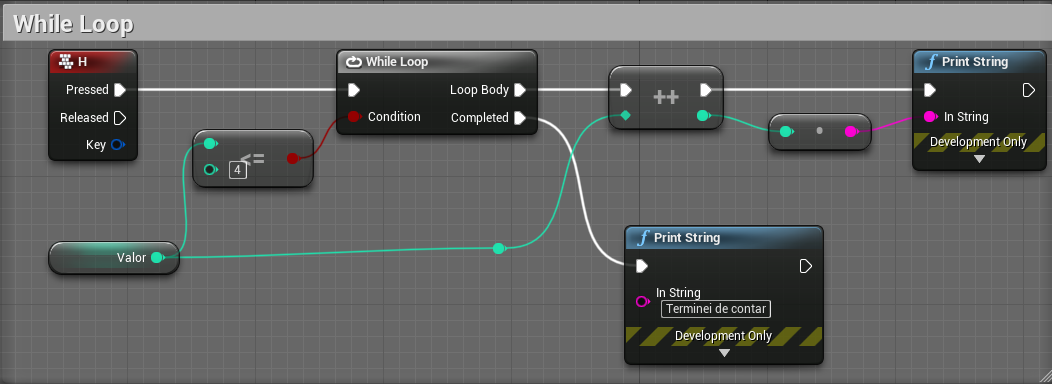 While Loop
H
Pressed
Released
Key
<=
4
While Loop
Loop Body
Condition
Completed
++
Print String
In String
Development Only
Valor
Print String
In String
Terminei de contar
Development Only